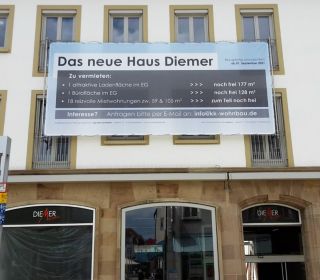 Das neue Haus Diemer
Zu vermieten:
• 1 attraktive Ladenfläche im EG >>> noch frei 177 m²
• 1 Bürofläche im EG >>> noch frei 128 m²
• 18 reizvolle Mietwohnungen zw. 59 & 105 m² >>> zum Teil noch frei
Interesse? Anfragen bitte per E-Mail an: info@kk-wohnbau.de
DIEMER
DIEMER